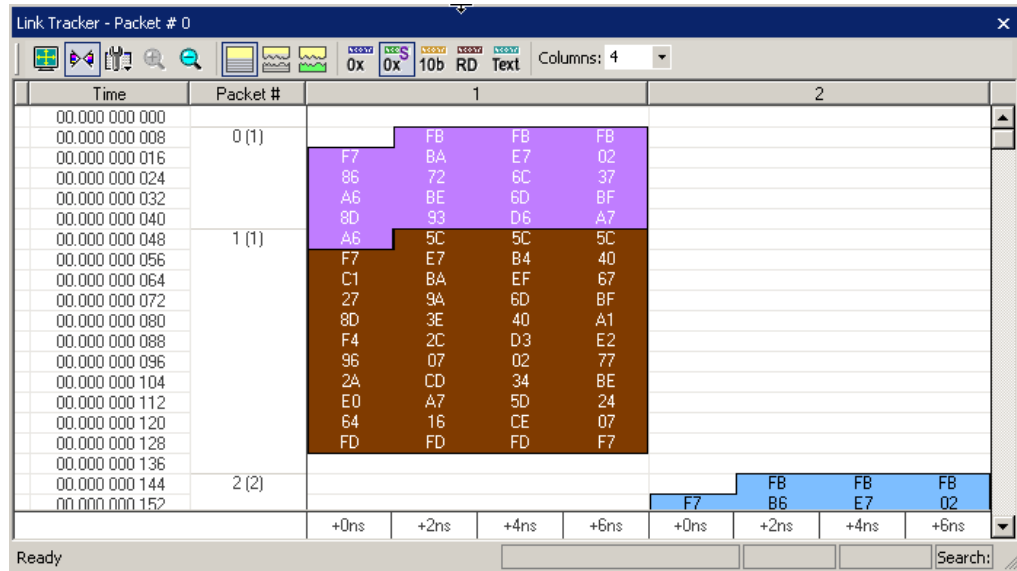 Link Tracker - Packet # 0
0x 0x S 10b RD Text Columns: 4
Time Packet # 1 2
00.000 000 000
00.000 000 008 0 (1) FB FB FB
00.000 000 016 F7 BA E7 02
00.000 000 024 86 72 6C 37
00.000 000 032 A6 BE 6D BF
00.000 000 040 8D 93 D6 A7
00.000 000 048 1 (1) A6 5C 5C 5C
00.000 000 056 F7 E7 B4 40
00.000 000 064 C1 BA EF 67
00.000 000 072 27 9A 6D BF
00.000 000 080 8D 3E 40 A1
00.000 000 088 F4 2C D3 E2
00.000 000 096 96 07 02 77
00.000 000 104 2A CD 34 BE
00.000 000 112 E0 A7 5D 24
00.000 000 120 64 16 CE 07
00.000 000 128 FD FD FD F7
00.000 000 136
00.000 000 144 2 (2) FB FB FB
00.000 000 152 F7 B6 E7 02
+0ns +2ns +4ns +6ns +0ns +2ns +4ns +6ns
Ready Search: